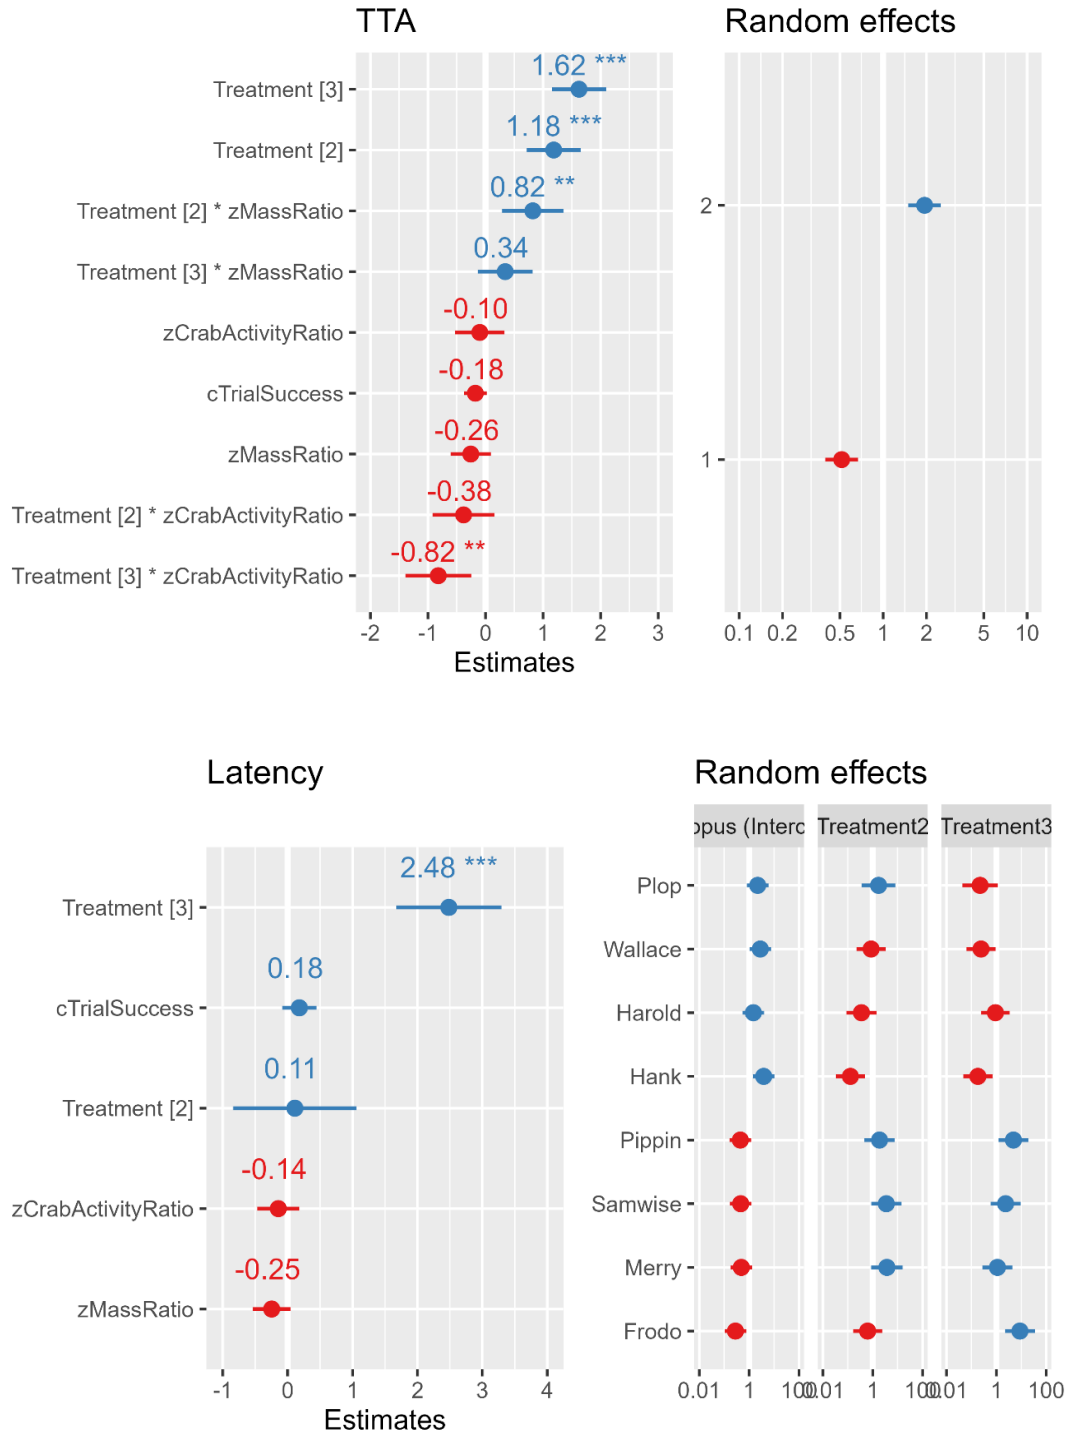 TTA
Random effects
1.62 ***
Treatment [3]
1.18 ***
Treatment [2]
0.82 **
Treatment [2] * zMassRatio
0.34
Treatment [3] * zMassRatio
-0.10
zCrabActivityRatio
-0.18
cTrialSuccess
-0.26
zMassRatio
-0.38
Treatment [2] * zCrabActivityRatio
-0.82 **
Treatment [3] * zCrabActivityRatio
-2 -1 0 1 2 3
Estimates
2
1
0.1 0.2 0.5 1 2 5 10
Latency
2.48 ***
Treatment [3]
0.18
cTrialSuccess
0.11
Treatment [2]
-0.14
zCrabActivityRatio
-0.25
zMassRatio
-1 0 1 2 3 4
Estimates
Random effects
opus (Interc Treatment2 Treatment3
Plop
Wallace
Harold
Hank
Pippin
Samwise
Merry
Frodo
0.01 1 100 0.01 1 100 0.01 1 100